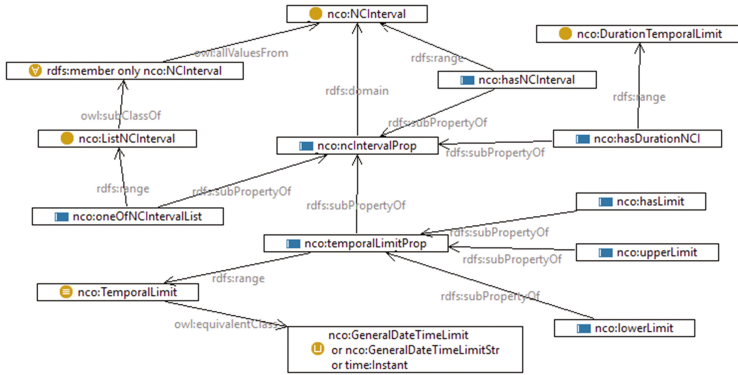 nco:NCInterval
nco:DurationTemporalLimit
owl:allValuesFrom
rdfs:range
rdfs:member only nco:NCInterval
nco:hasNCInterval
rdfs:domain
rdfs:range
owl:subClassOf
rdfs:subPropertyOf
nco:ListNCInterval
nco:ncIntervalProp
nco:hasDurationNCI
rdfs:subPropertyOf
rdfs:range
rdfs:subPropertyOf
rdfs:subPropertyOf
nco:hasLimit
nco:oneOfNCIntervalList
rdfs:subPropertyOf
nco:temporalLimitProp
nco:upperLimit
rdfs:subPropertyOf
rdfs:range
nco:TemporalLimit
rdfs:subPropertyOf
owl:equivalentClass
nco:lowerLimit
nco:GeneralDateTimeLimit
or nco:GeneralDateTimeLimitStr
or time:Instant